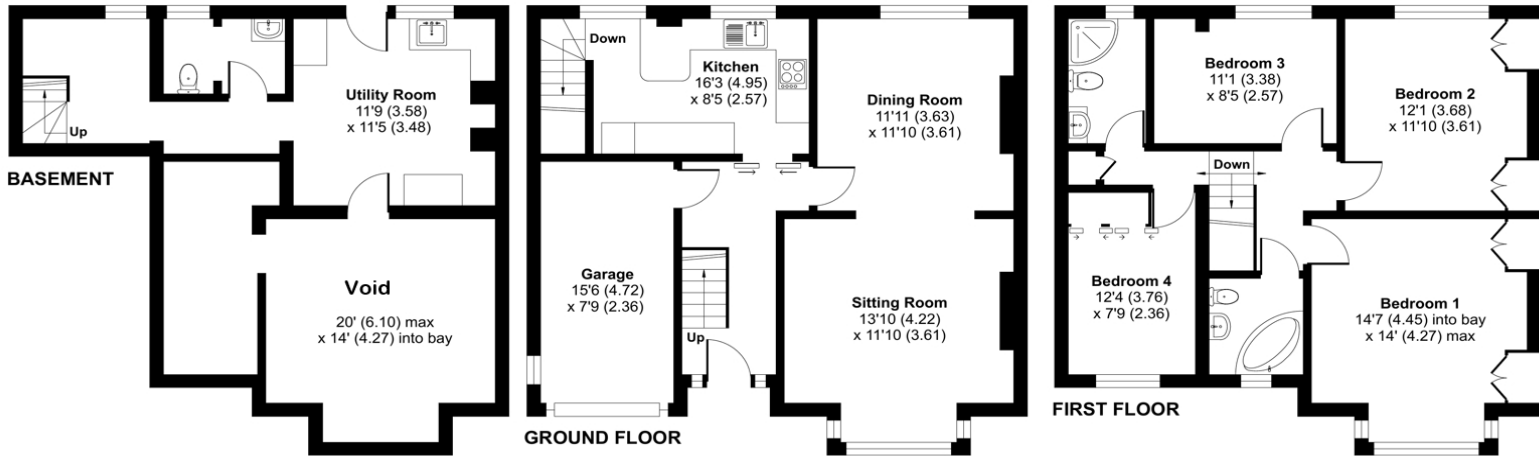 Utility Room
11'9 (3.58)
x 11'5 (3.48)
Up
BASEMENT
Void
20' (6.10) max
x 14' (4.27) into bay
Down
Kitchen
16'3 (4.95)
x 8'5 (2.57)
Dining Room
11'11 (3.63)
x 11'10 (3.61)
Garage
15'6 (4.72)
x 7'9 (2.36)
Up
Sitting Room
13'10 (4.22)
x 11'10 (3.61)
GROUND FLOOR
Bedroom 3
11'1 (3.38)
x 8'5 (2.57)
Bedroom 2
12'1 (3.68)
x 11'10 (3.61)
Down
Bedroom 4
12'4 (3.76)
x 7'9 (2.36)
Bedroom 1
14'7 (4.45) into bay
x 14' (4.27) max
FIRST FLOOR